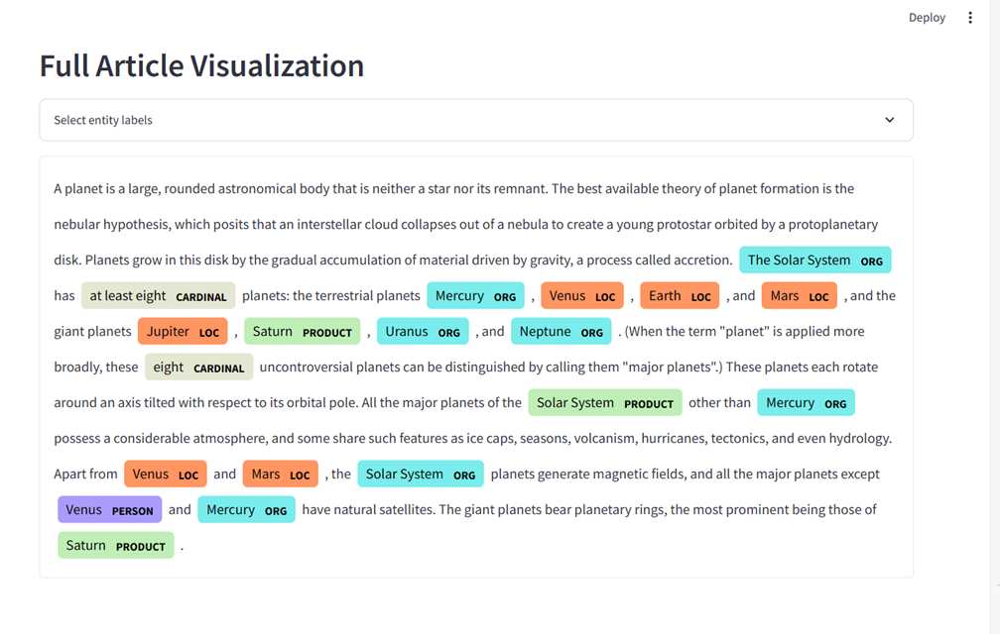 Deploy
Full Article Visualization
Select entity labels
A planet is a large, rounded astronomical body that is neither a star nor its remnant. The best available theory of planet formation is the
nebular hypothesis, which posits that an interstellar cloud collapses out of a nebula to create a young protostar orbited by a protoplanetary
disk. Planets grow in this disk by the gradual accumulation of material driven by gravity, a process called accretion. The Solar System ORG
has at least eight CARDINAL planets: the terrestrial planets Mercury ORG , Venus LOC , Earth LOC , and Mars LOC , and the
giant planets Jupiter LOC , Saturn PRODUCT , Uranus ORG , and Neptune ORG . (When the term "planet" is applied more
broadly, these eight CARDINAL uncontroversial planets can be distinguished by calling them "major planets".) These planets each rotate
around an axis tilted with respect to its orbital pole. All the major planets of the Solar System PRODUCT other than Mercury ORG
possess a considerable atmosphere, and some share such features as ice caps, seasons, volcanism, hurricanes, tectonics, and even hydrology.
Apart from Venus LOC and Mars LOC , the Solar System ORG planets generate magnetic fields, and all the major planets except
Venus PERSON and Mercury ORG have natural satellites. The giant planets bear planetary rings, the most prominent being those of
Saturn PRODUCT .